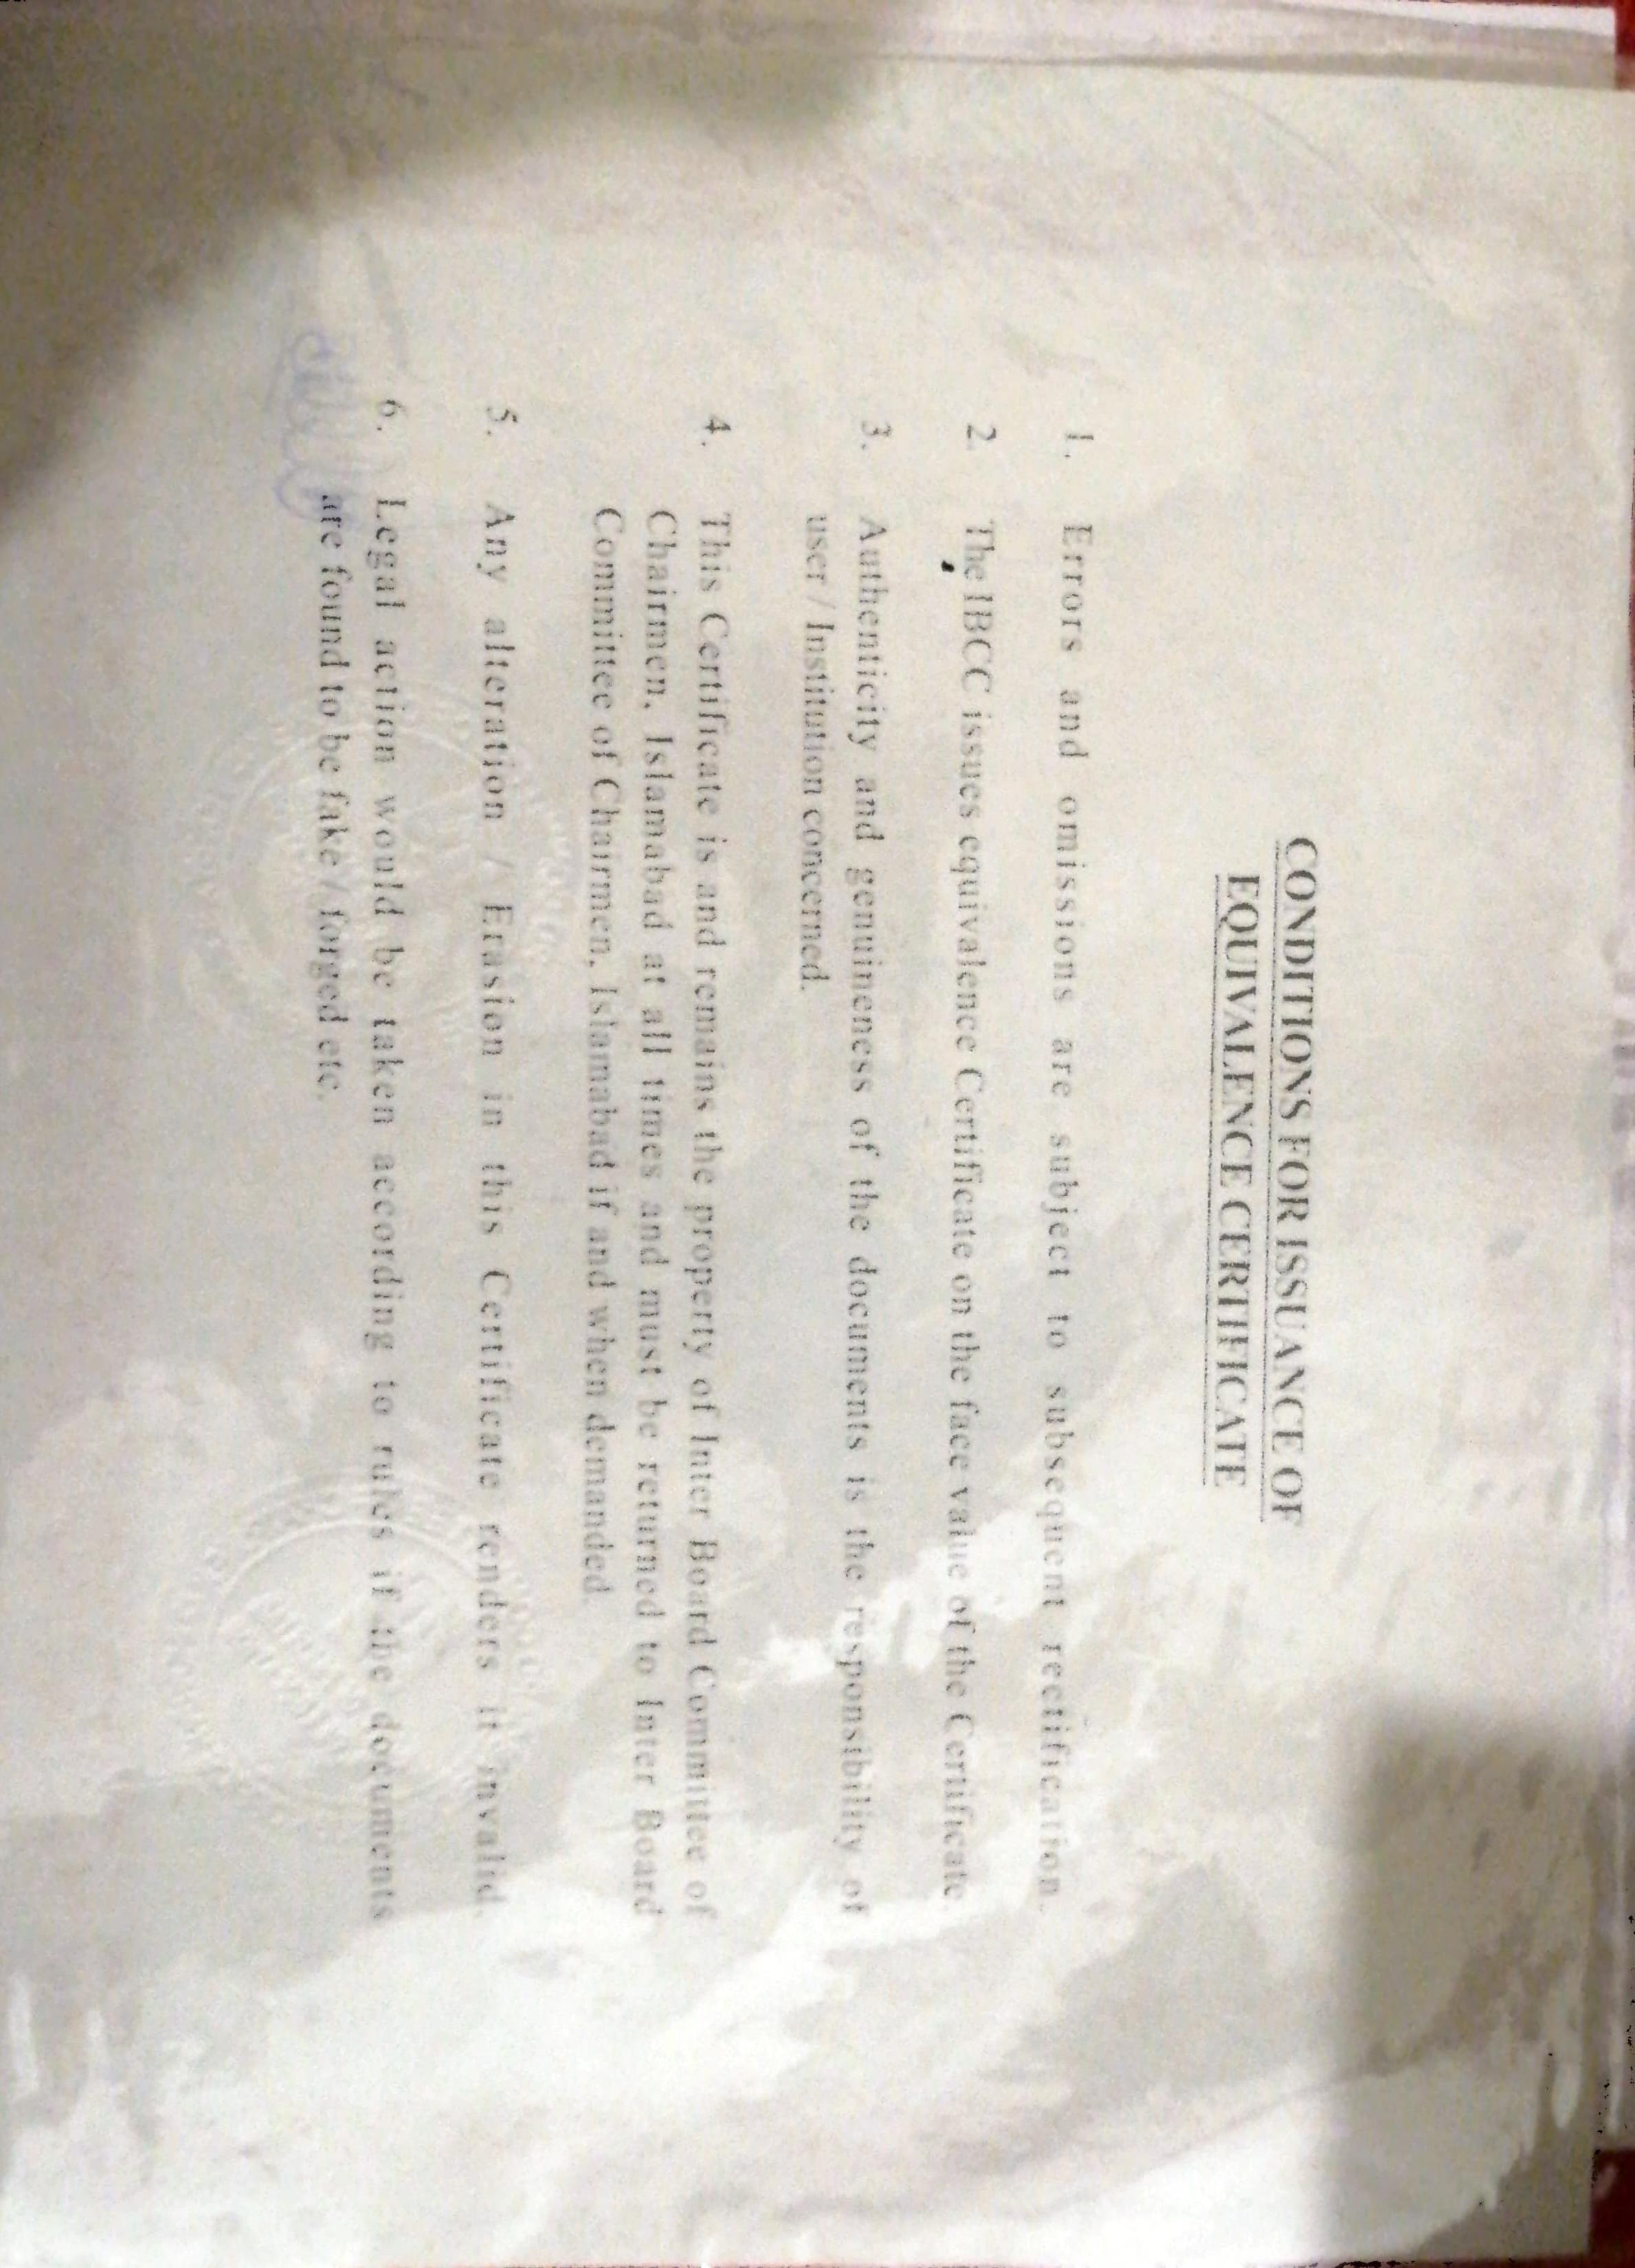 CONDITIONS FOR ISSUANCE OF
EQUIVALENCE CERTIFICATE
1. Errors and omissions are subject to subsequent rectification.
2. The IBCC issues equivalence Certificate on the face value of the Certificate.
3. Authenticity and genuineness of the documents is the responsibility of
user / Institution concerned.
4. This Certificate is and remains the property of Inter Board Committee of
Chairmen, Islamabad at all times and must be returned to Inter Board
Committee of Chairmen, Islamabad if and when demanded
5. Any alteration / Erasion in this Certificate renders it invalid.
6. Legal action would be taken according to rules if the documents
are found to be fake / forged etc.